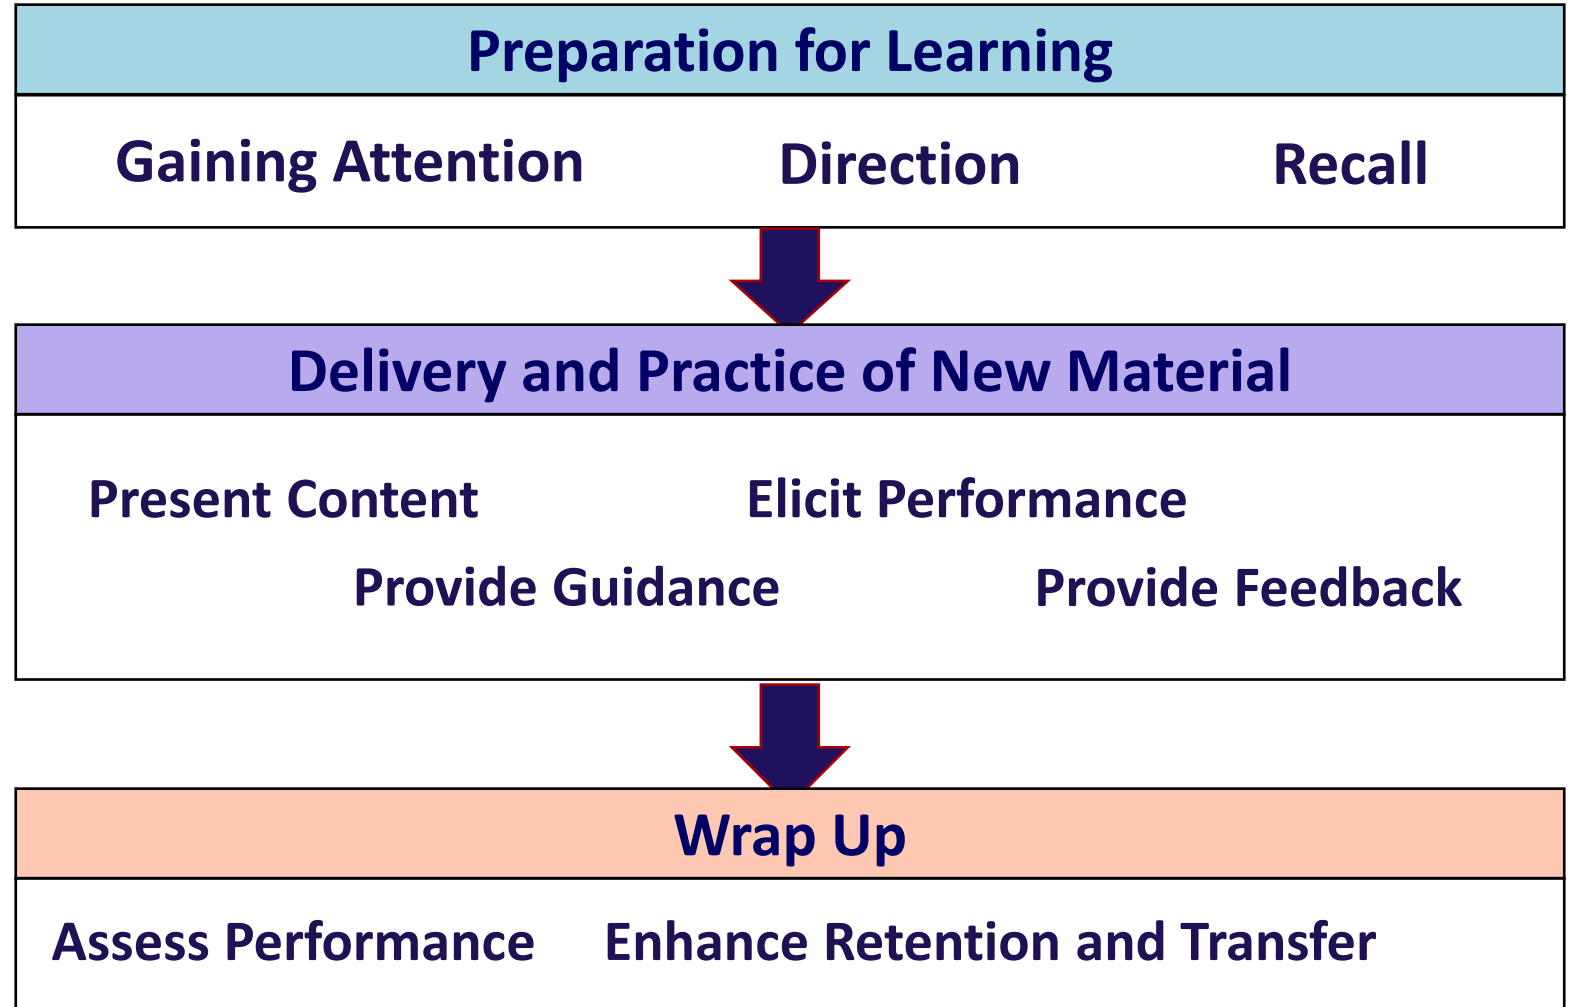 Preparation for Learning
Gaining Attention Direction Recall
Delivery and Practice of New Material
Present Content Elicit Performance
Provide Guidance Provide Feedback
Wrap Up
Assess Performance Enhance Retention and Transfer